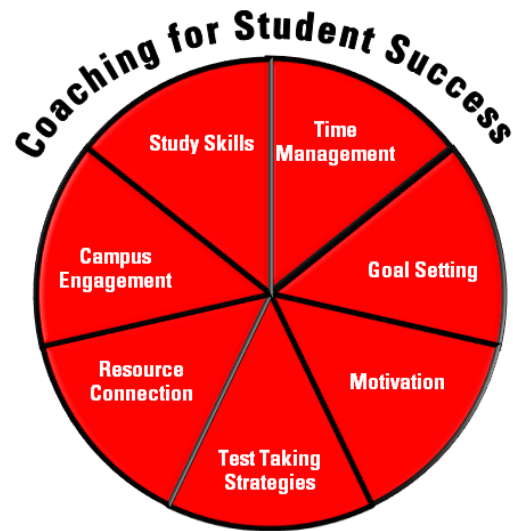 Coaching for Student Success
Time
Management
Goal Setting
Motivation
Test Taking
Strategies
Resource
Connection
Campus
Engagement
Study Skills